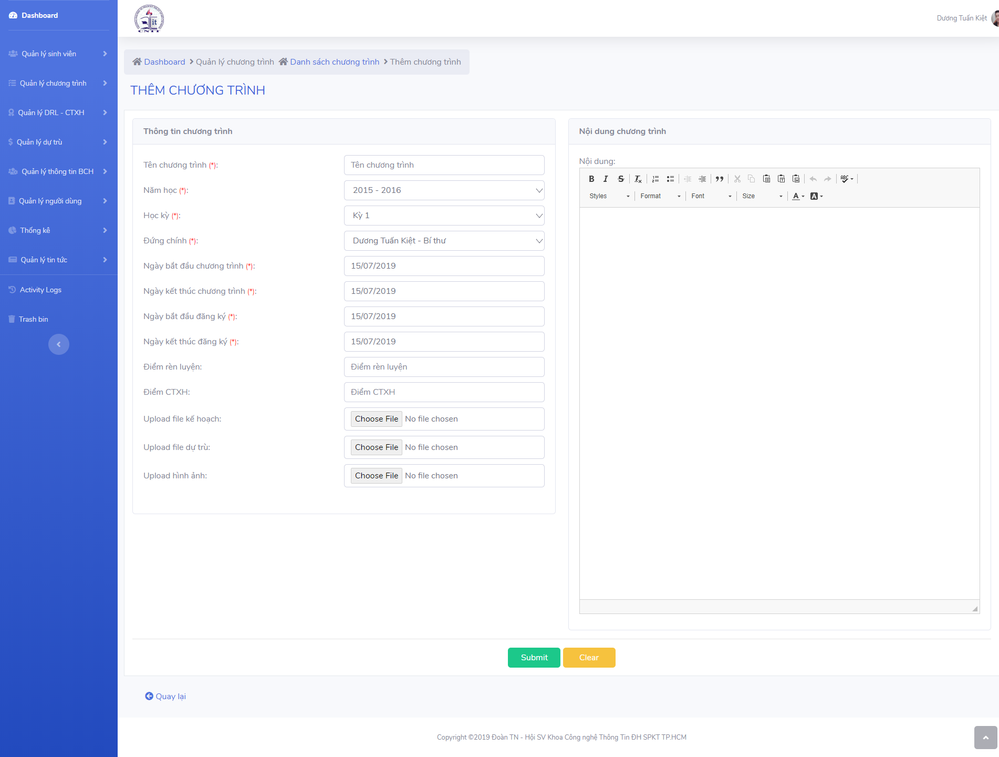 Dashboard
Quản lý sinh viên
Quản lý chương trình
Quản lý DRL - CTXH
Quản lý dự trù
Quản lý thông tin BCH
Quản lý người dùng
Thống kê
Quản lý tin tức
Activity Logs
Trash bin
it
CNTT
Dương Tuấn Kiệt
Dashboard Quản lý chương trình Danh sách chương trình Thêm chương trình
THÊM CHƯƠNG TRÌNH
Thông tin chương trình
Tên chương trình (*): Tên chương trình
Năm học (*): 2015 - 2016
Học kỳ (*): Kỳ 1
Đứng chính (*): Dương Tuấn Kiệt - Bí thư
Ngày bắt đầu chương trình (*): 15/07/2019
Ngày kết thúc chương trình (*): 15/07/2019
Ngày bắt đầu đăng ký (*): 15/07/2019
Ngày kết thúc đăng ký (*): 15/07/2019
Điểm rèn luyện: Điểm rèn luyện
Điểm CTXH: Điểm CTXH
Upload file kế hoạch: Choose File No file chosen
Upload file dự trù: Choose File No file chosen
Upload hình ảnh: Choose File No file chosen
Nội dung chương trình
Nội dung:
Styles Format Font Size
Submit Clear
Quay lại
Copyright ©2019 Đoàn TN - Hội SV Khoa Công nghệ Thông Tin ĐH SPKT TP.HCM